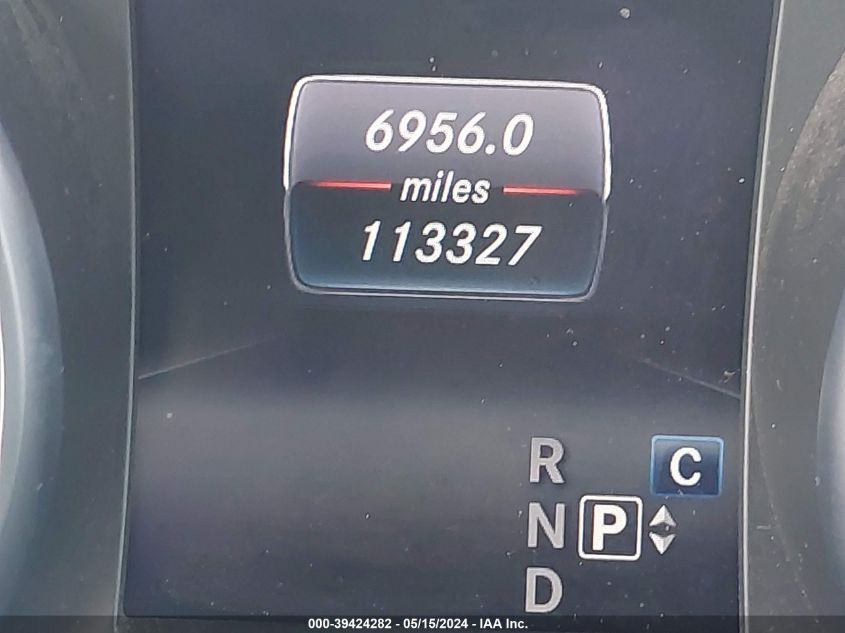 6956.0
miles
113327
R C
N P
D
000-39424282 - 05/15/2024 - IAA Inc.